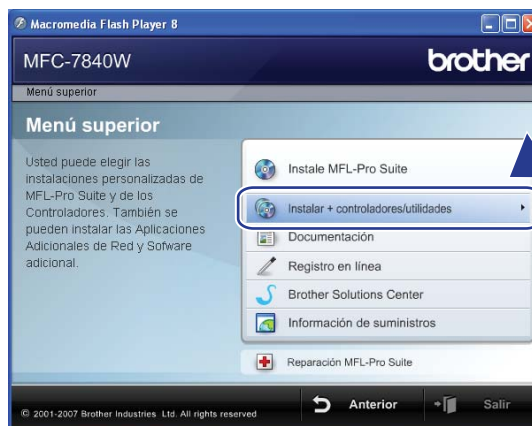 Macromedia Flash Player 8
MFC-7840W
brother
Menú superior
Menú superior
Usted puede elegir las
instalaciones personalizadas de
MFL-Pro Suite y de los
Controladores. También se
pueden instalar las Aplicaciones
Adicionales de Red y Sofware
adicional.
Instale MFL-Pro Suite
Instalar + controladores/utilidades
Documentación
Registro en línea
Brother Solutions Center
Información de suministros
Reparación MFL-Pro Suite
© 2001-2007 Brother Industries Ltd. All rights reserved
Anterior
Salir